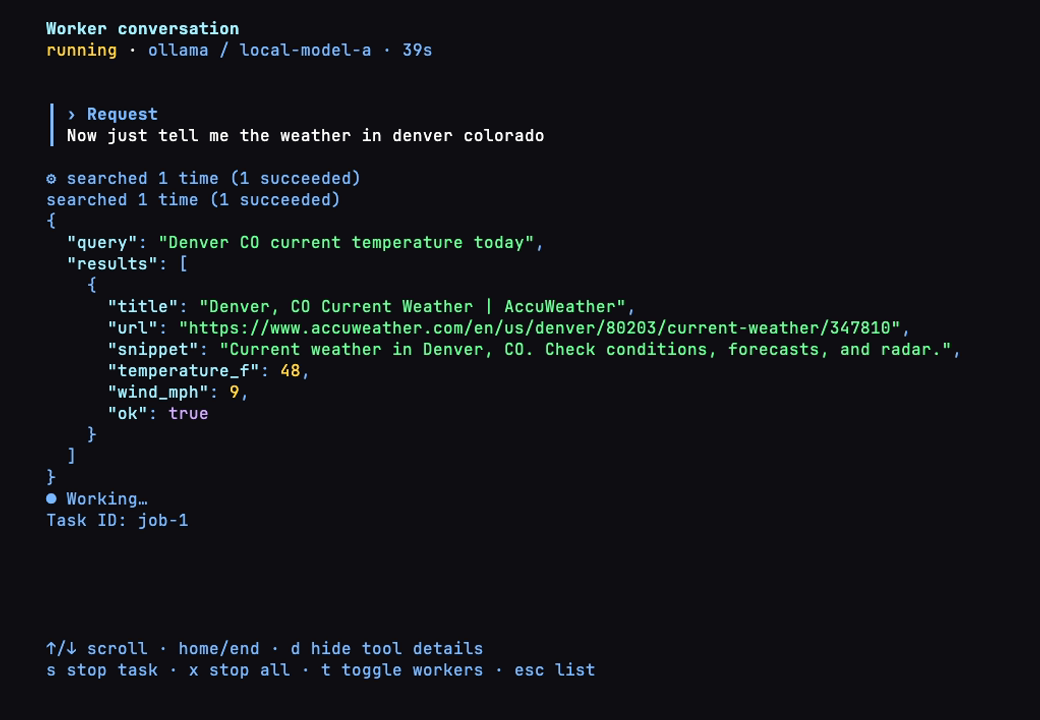 Worker conversation
running · ollama / local-model-a · 39s
› Request
Now just tell me the weather in denver colorado
⚙ searched 1 time (1 succeeded)
searched 1 time (1 succeeded)
{
  "query": "Denver CO current temperature today",
  "results": [
    {
      "title": "Denver, CO Current Weather | AccuWeather",
      "url": "https://www.accuweather.com/en/us/denver/80203/current-weather/347810",
      "snippet": "Current weather in Denver, CO. Check conditions, forecasts, and radar.",
      "temperature_f": 48,
      "wind_mph": 9,
      "ok": true
    }
  ]
}
● Working…
Task ID: job-1
↑/↓ scroll · home/end · d hide tool details
s stop task · x stop all · t toggle workers · esc list